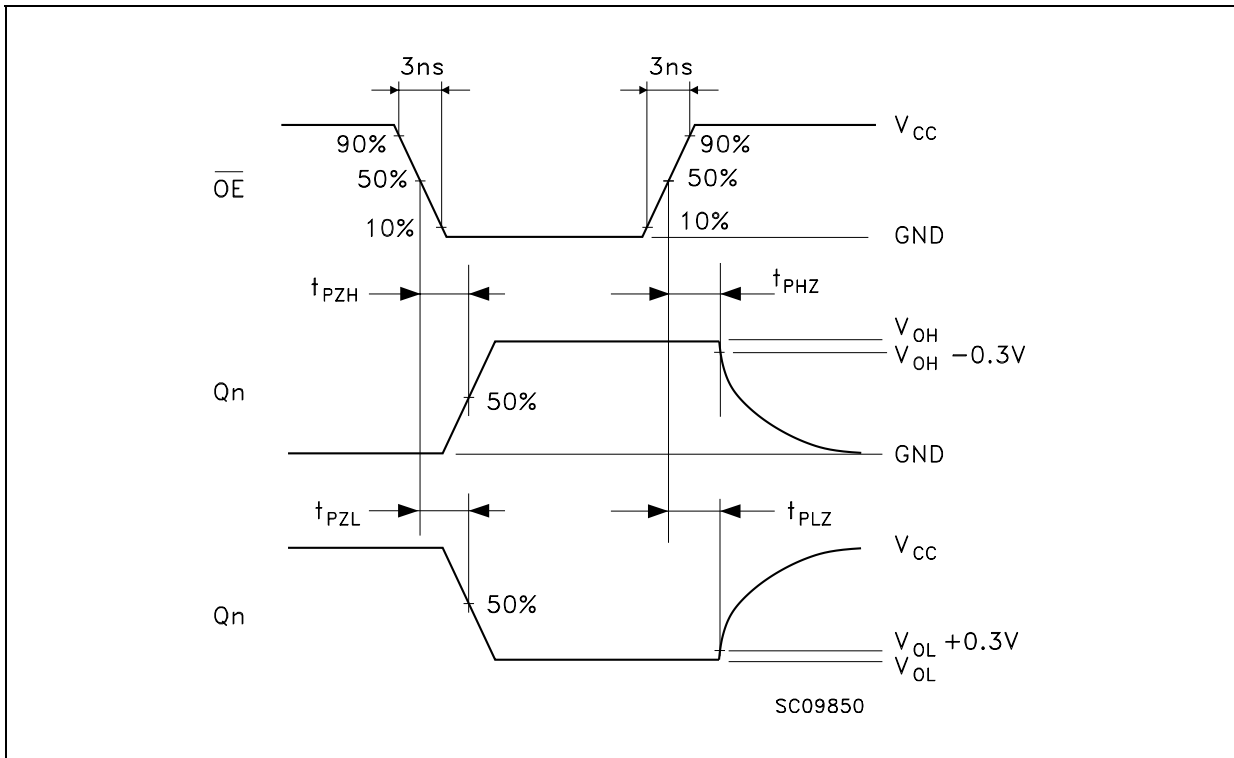 3ns 3ns
V_CC
90% 90%
50% 50%
OE
10% 10%
GND
t_PZH t_PHZ
V_OH
V_OH −0.3V
Qn 50%
GND
t_PZL t_PLZ
V_CC
50%
Qn
V_OL +0.3V
V_OL
SC09850